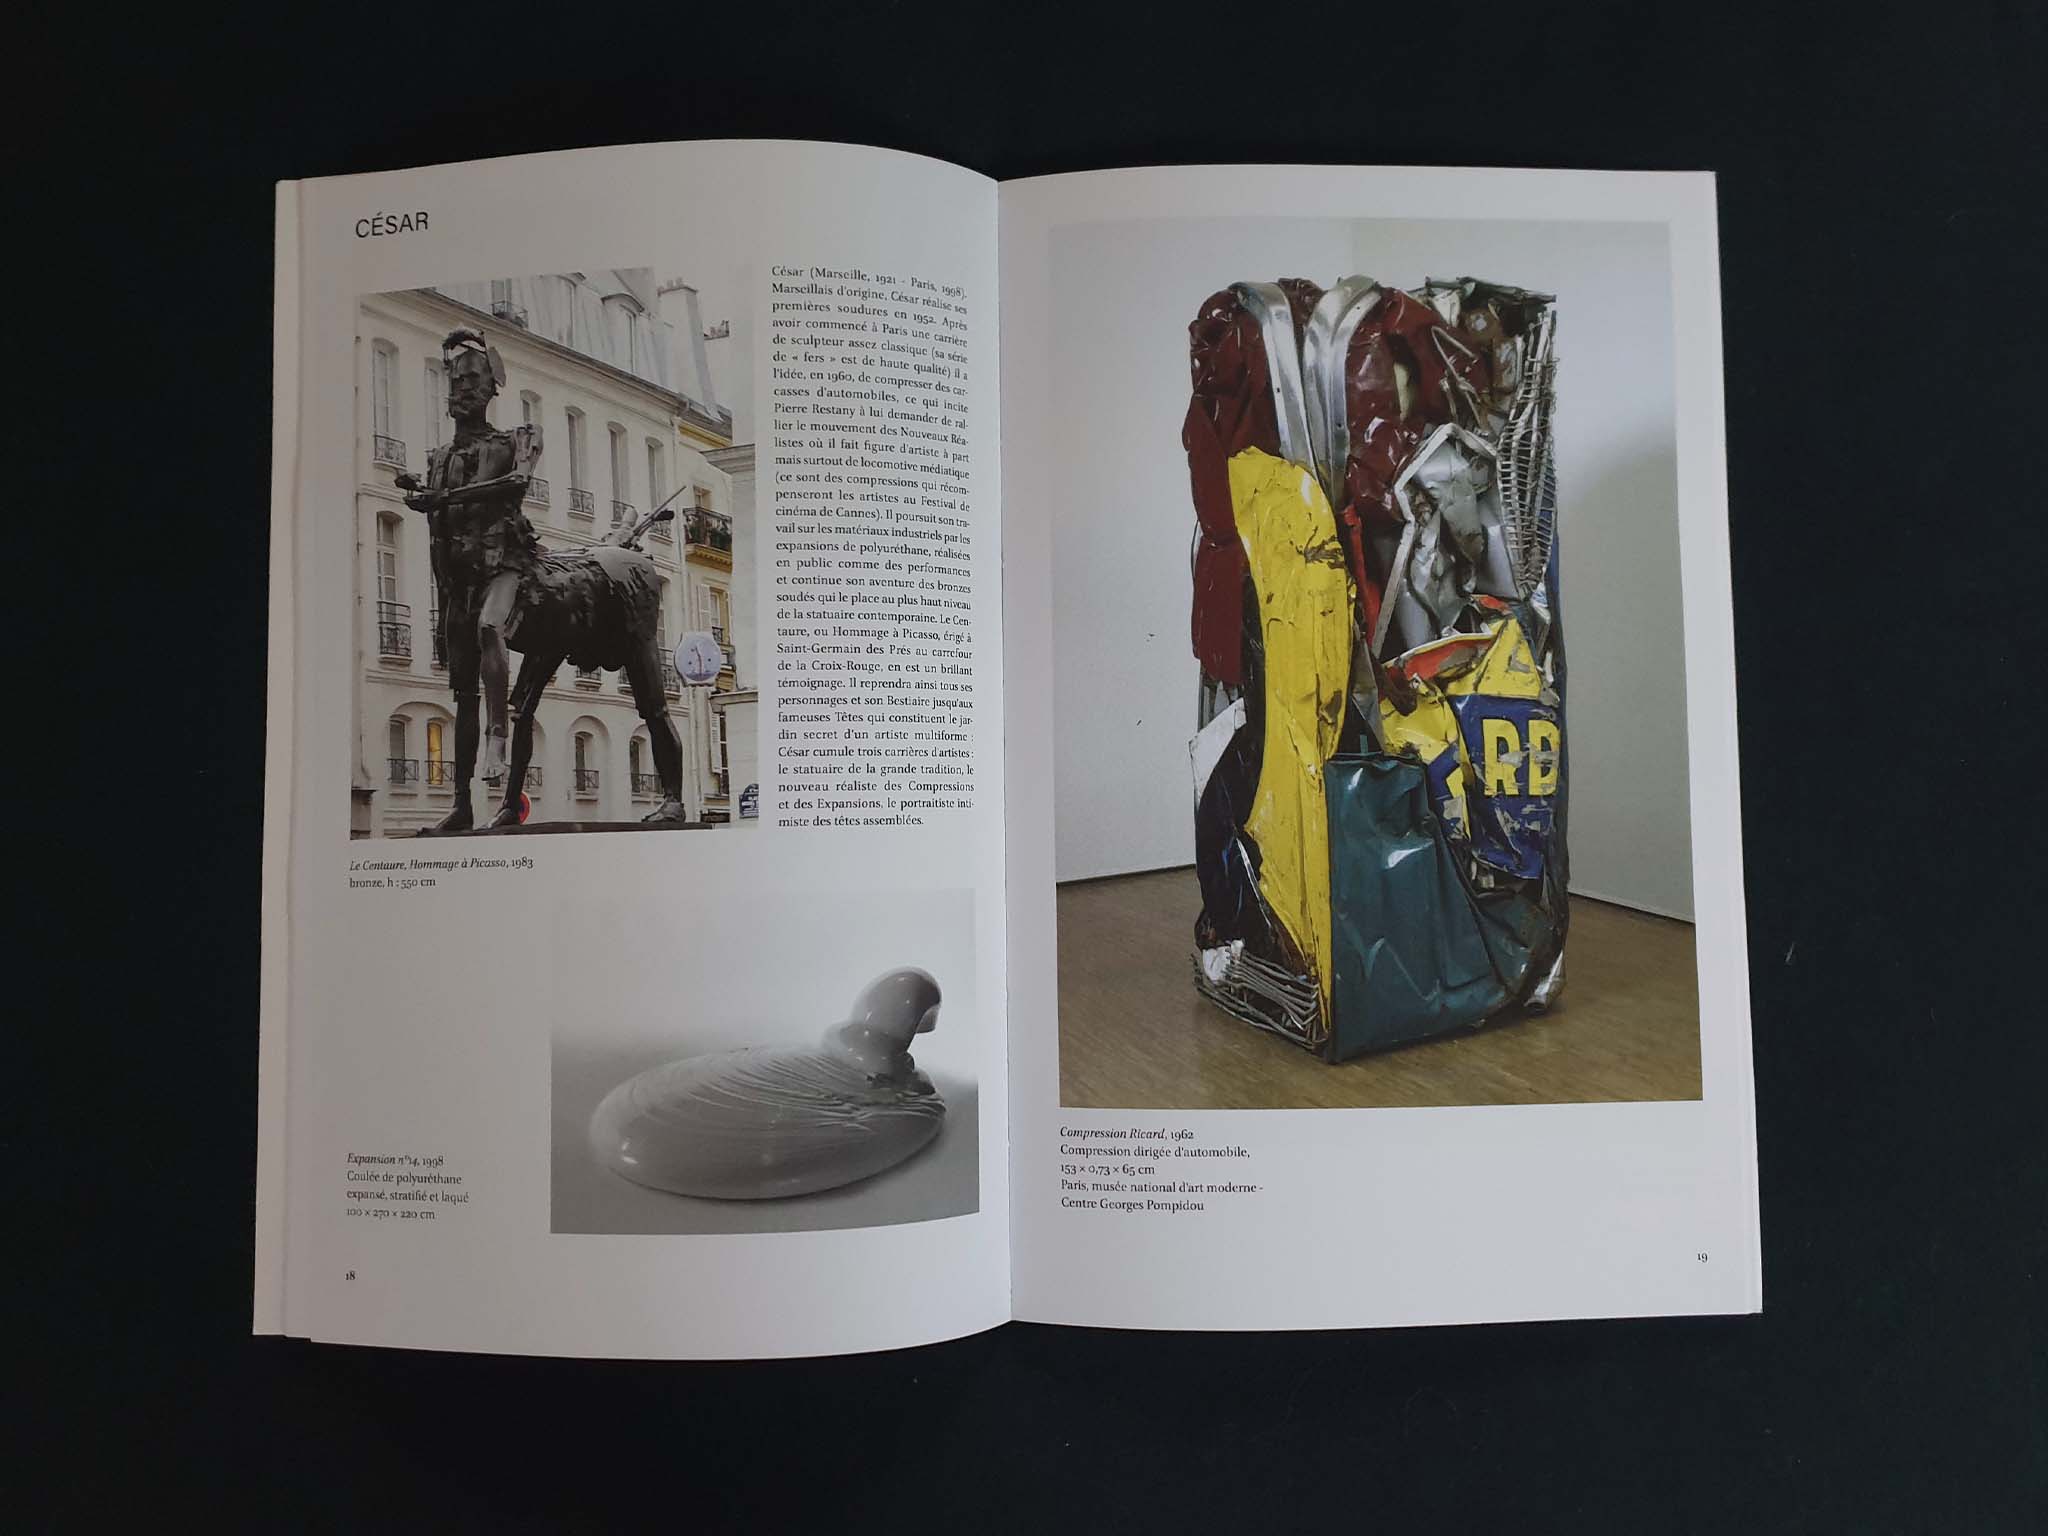 CÉSAR
César (Marseille, 1921 - Paris, 1998).
Marseillais d'origine, César réalise ses
premières soudures en 1952. Après
avoir commencé à Paris une carrière
de sculpteur assez classique (sa série
de « fers » est de haute qualité) il a
l'idée, en 1960, de compresser des car-
casses d'automobiles, ce qui incite
Pierre Restany à lui demander de ral-
lier le mouvement des Nouveaux Réa-
listes où il fait figure d'artiste à part
mais surtout de locomotive médiatique
(ce sont des compressions qui récom-
penseront les artistes au Festival de
cinéma de Cannes). Il poursuit son tra-
vail sur les matériaux industriels par les
expansions de polyuréthane, réalisées
en public comme des performances
et continue son aventure des bronzes
soudés qui le place au plus haut niveau
de la statuaire contemporaine. Le Cen-
taure, ou Hommage à Picasso, érigé à
Saint-Germain des Prés au carrefour
de la Croix-Rouge, en est un brillant
témoignage. Il reprendra ainsi tous ses
personnages et son Bestiaire jusqu'aux
fameuses Têtes qui constituent le jar-
din secret d'un artiste multiforme :
César cumule trois carrières d'artistes :
le statuaire de la grande tradition, le
nouveau réaliste des Compressions
et des Expansions, le portraitiste inti-
miste des têtes assemblées.
Le Centaure, Hommage à Picasso, 1983
bronze, h : 550 cm
Expansion n°14, 1998
Coulée de polyuréthane
expansé, stratifié et laqué
100 × 270 × 220 cm
18
RD
Compression Ricard, 1962
Compression dirigée d'automobile,
153 × 0,73 × 65 cm
Paris, musée national d'art moderne -
Centre Georges Pompidou
19